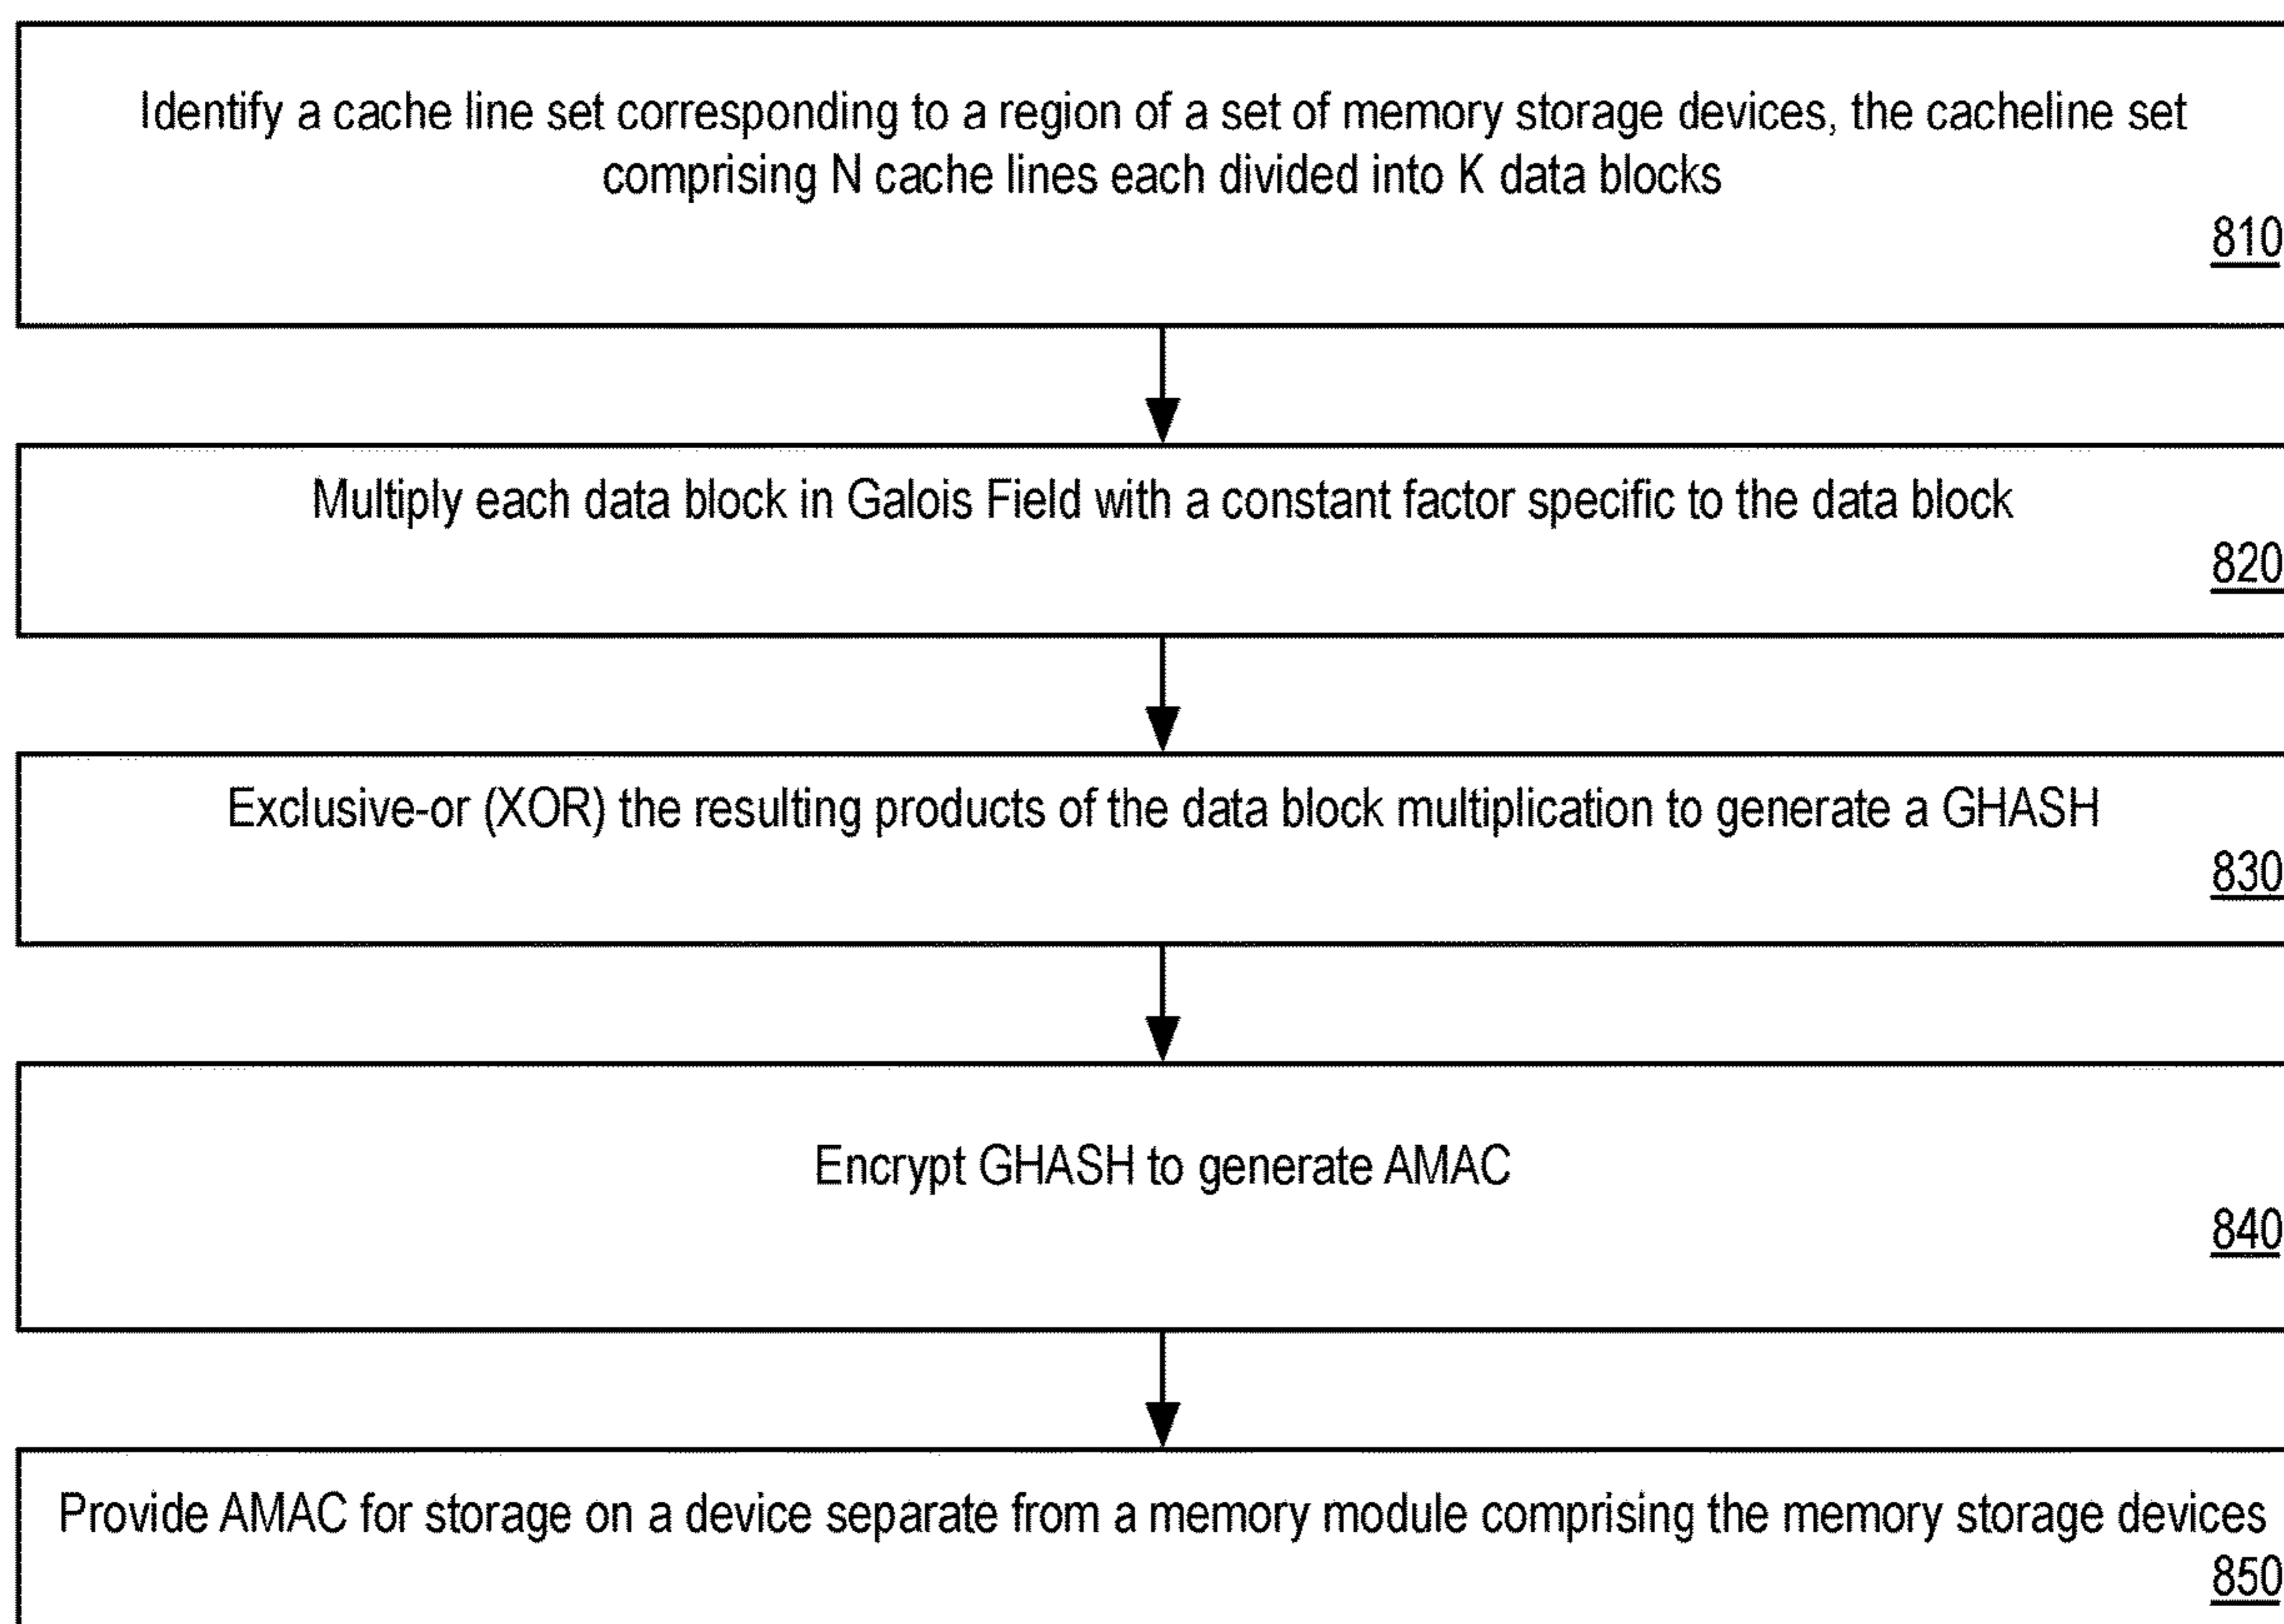 Identify a cache line set corresponding to a region of a set of memory storage devices, the cacheline set
comprising N cache lines each divided into K data blocks
810
Multiply each data block in Galois Field with a constant factor specific to the data block
820
Exclusive-or (XOR) the resulting products of the data block multiplication to generate a GHASH
830
Encrypt GHASH to generate AMAC
840
Provide AMAC for storage on a device separate from a memory module comprising the memory storage devices
850